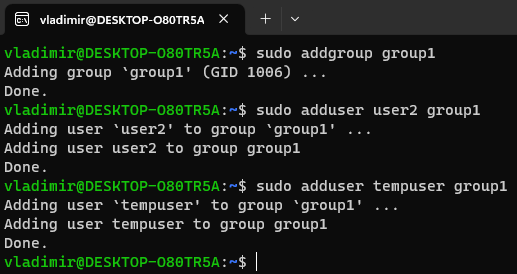 vladimir@DESKTOP-O80TR5A
vladimir@DESKTOP-O80TR5A:~$ sudo addgroup group1
Adding group `group1' (GID 1006) ...
Done.
vladimir@DESKTOP-O80TR5A:~$ sudo adduser user2 group1
Adding user `user2' to group `group1' ...
Adding user user2 to group group1
Done.
vladimir@DESKTOP-O80TR5A:~$ sudo adduser tempuser group1
Adding user `tempuser' to group `group1' ...
Adding user tempuser to group group1
Done.
vladimir@DESKTOP-O80TR5A:~$